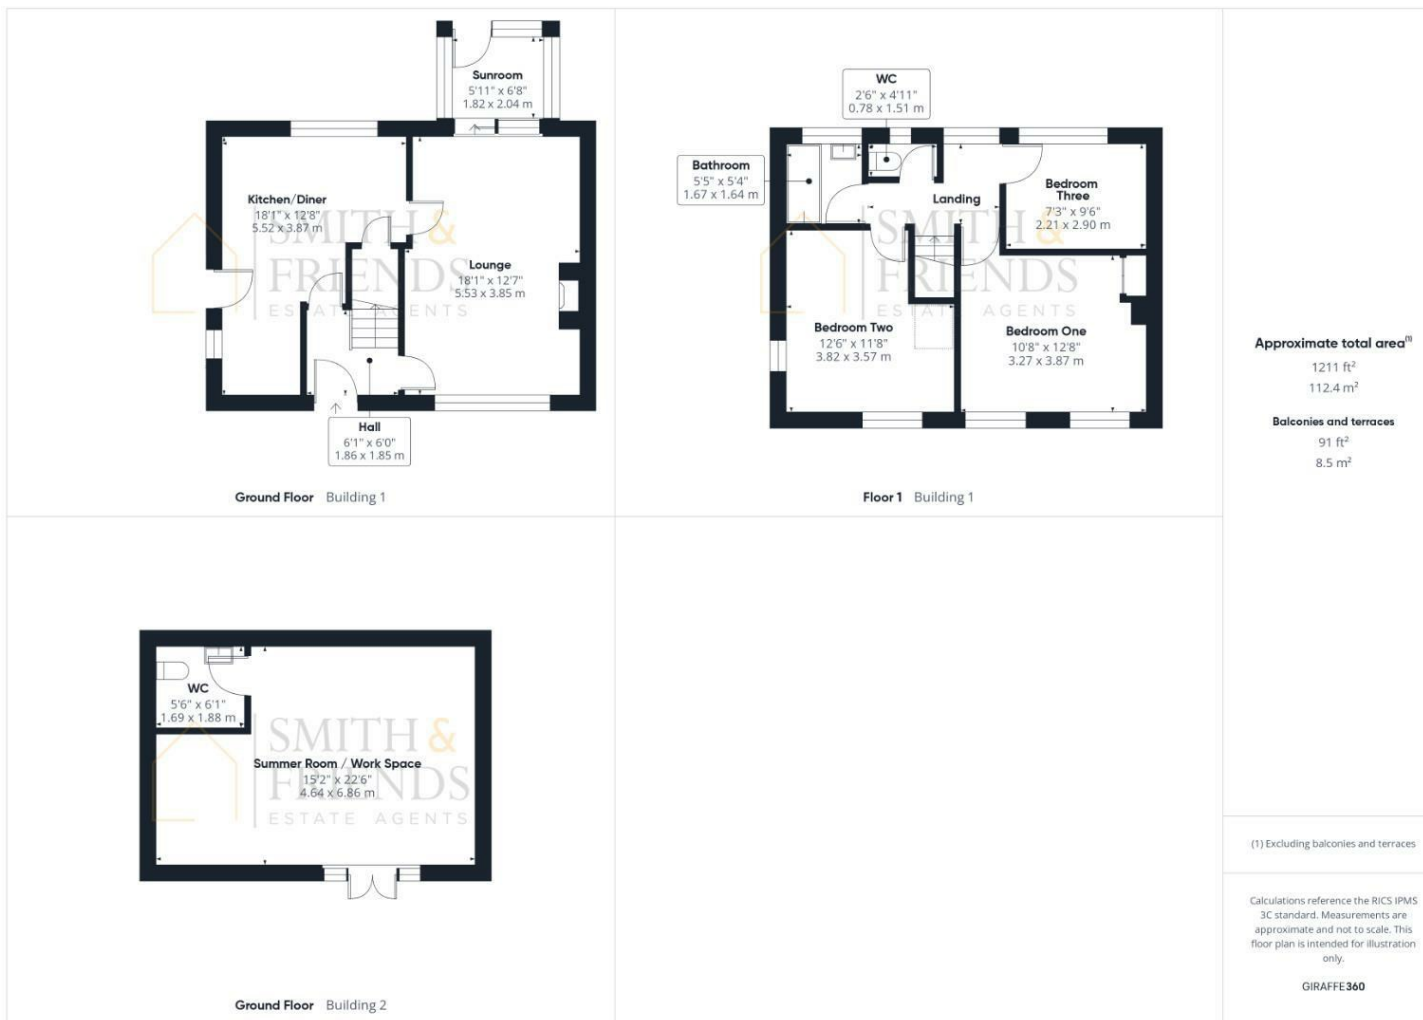 Sunroom
5'11" x 6'8"
1.82 x 2.04 m
Kitchen/Diner
18'1" x 12'8"
5.52 x 3.87 m
Lounge
18'1" x 12'7"
5.53 x 3.85 m
Hall
6'1" x 6'0"
1.86 x 1.85 m
SMITH &
FRIENDS
ESTATE AGENTS
Ground Floor Building 1
WC
2'6" x 4'11"
0.78 x 1.51 m
Bathroom
5'5" x 5'4"
1.67 x 1.64 m
Landing
Bedroom
Three
7'3" x 9'6"
2.21 x 2.90 m
Bedroom Two
12'6" x 11'8"
3.82 x 3.57 m
Bedroom One
10'8" x 12'8"
3.27 x 3.87 m
SMITH &
FRIENDS
ESTATE AGENTS
Floor 1 Building 1
WC
5'6" x 6'1"
1.69 x 1.88 m
Summer Room / Work Space
15'2" x 22'6"
4.64 x 6.86 m
SMITH &
FRIENDS
ESTATE AGENTS
Ground Floor Building 2
Approximate total area(1)
1211 ft²
112.4 m²
Balconies and terraces
91 ft²
8.5 m²
(1) Excluding balconies and terraces
Calculations reference the RICS IPMS
3C standard. Measurements are
approximate and not to scale. This
floor plan is intended for illustration
only.
GIRAFFE360